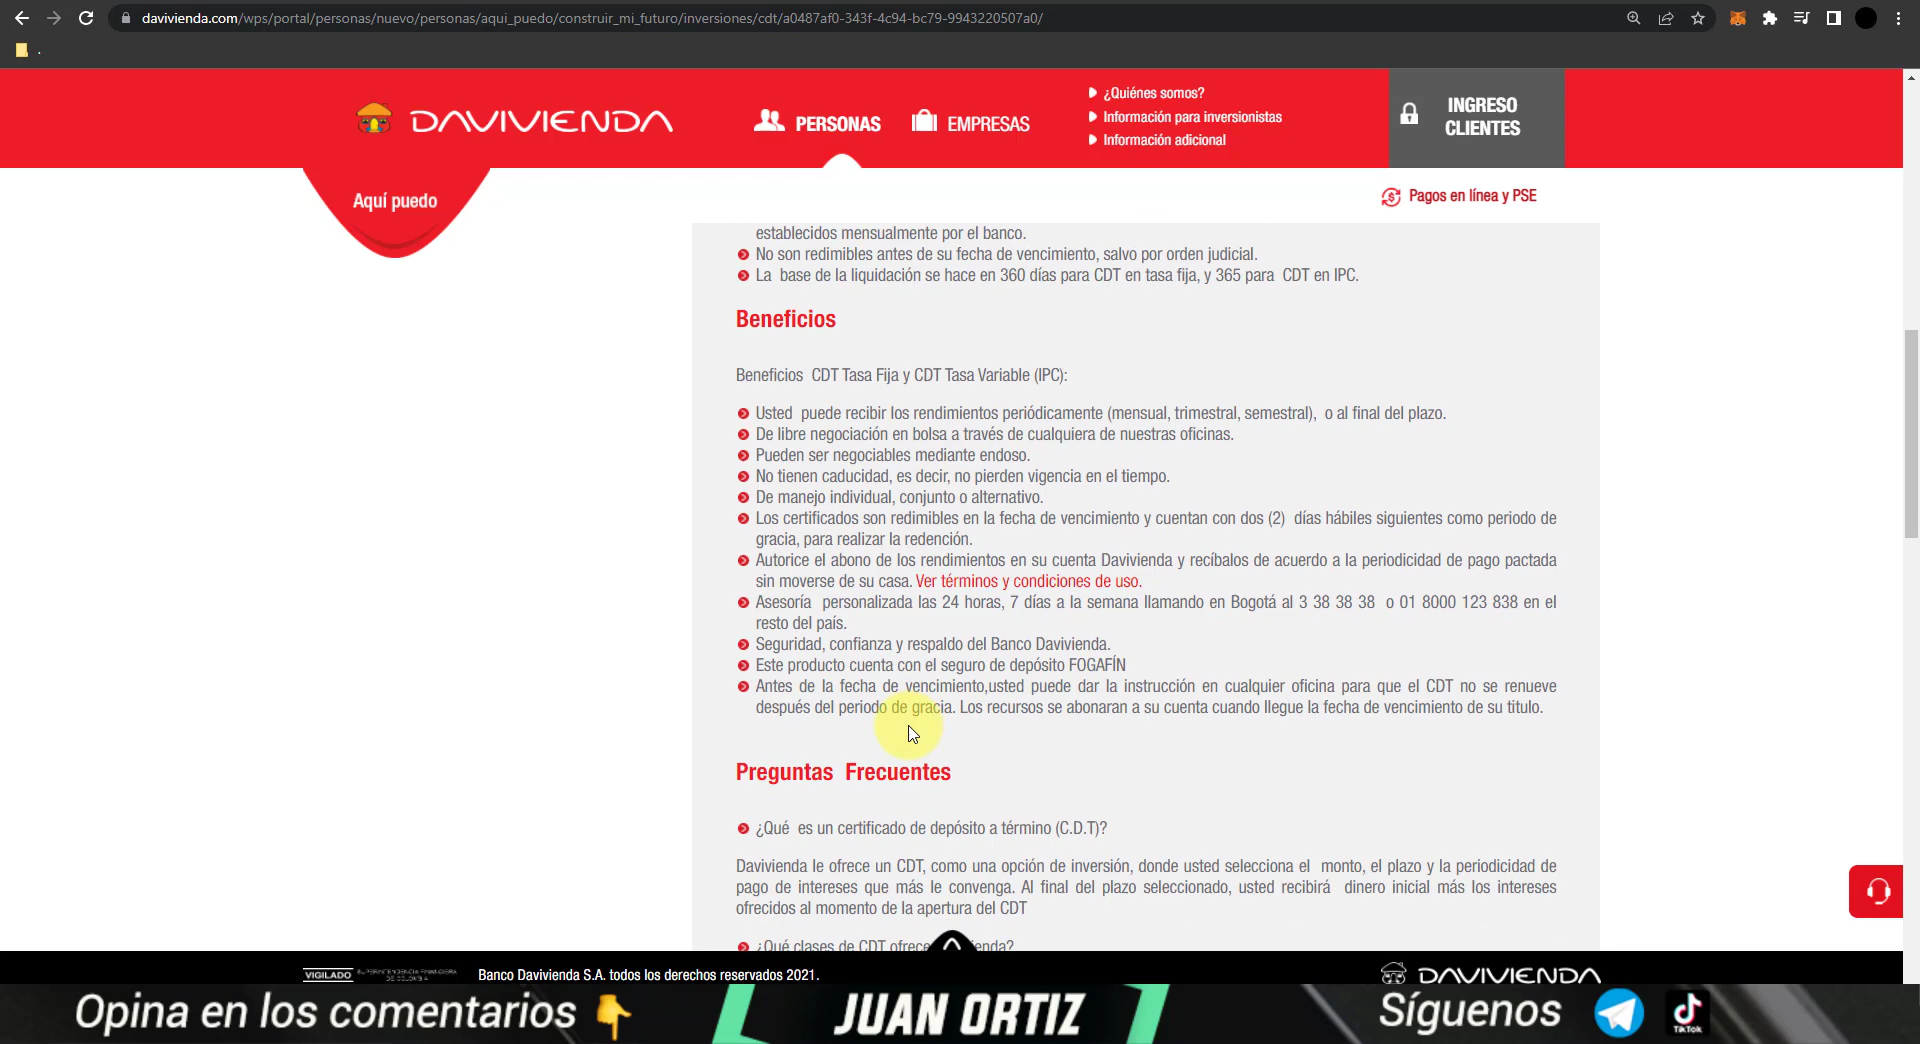 davivienda.com/wps/portal/personas/nuevo/personas/aqui_puedo/construir_mi_futuro/inversiones/cdt/a0487af0-343f-4c94-bc79-9943220507a0/
.
DAVIVIENDA
PERSONAS
EMPRESAS
¿Quiénes somos?
Información para inversionistas
Información adicional
INGRESO
CLIENTES
Aquí puedo
Pagos en línea y PSE
establecidos mensualmente por el banco.
No son redimibles antes de su fecha de vencimiento, salvo por orden judicial.
La base de la liquidación se hace en 360 días para CDT en tasa fija, y 365 para CDT en IPC.
Beneficios
Beneficios CDT Tasa Fija y CDT Tasa Variable (IPC):
Usted puede recibir los rendimientos periódicamente (mensual, trimestral, semestral), o al final del plazo.
De libre negociación en bolsa a través de cualquiera de nuestras oficinas.
Pueden ser negociables mediante endoso.
No tienen caducidad, es decir, no pierden vigencia en el tiempo.
De manejo individual, conjunto o alternativo.
Los certificados son redimibles en la fecha de vencimiento y cuentan con dos (2) días hábiles siguientes como periodo de
gracia, para realizar la redención.
Autorice el abono de los rendimientos en su cuenta Davivienda y recíbalos de acuerdo a la periodicidad de pago pactada
sin moverse de su casa. Ver términos y condiciones de uso.
Asesoría personalizada las 24 horas, 7 días a la semana llamando en Bogotá al 3 38 38 38 o 01 8000 123 838 en el
resto del país.
Seguridad, confianza y respaldo del Banco Davivienda.
Este producto cuenta con el seguro de depósito FOGAFÍN
Antes de la fecha de vencimiento,usted puede dar la instrucción en cualquier oficina para que el CDT no se renueve
después del periodo de gracia. Los recursos se abonaran a su cuenta cuando llegue la fecha de vencimiento de su titulo.
Preguntas Frecuentes
¿Qué es un certificado de depósito a término (C.D.T)?
Davivienda le ofrece un CDT, como una opción de inversión, donde usted selecciona el monto, el plazo y la periodicidad de
pago de intereses que más le convenga. Al final del plazo seleccionado, usted recibirá dinero inicial más los intereses
ofrecidos al momento de la apertura del CDT
¿Qué clases de CDT ofrece enda?
VIGILADO SUPERINTENDENCIA FINANCIERA
DE COLOMBIA
Banco Davivienda S.A. todos los derechos reservados 2021.
DAVIVIENDA
Opina en los comentarios
JUAN ORTIZ
Síguenos
TikTok